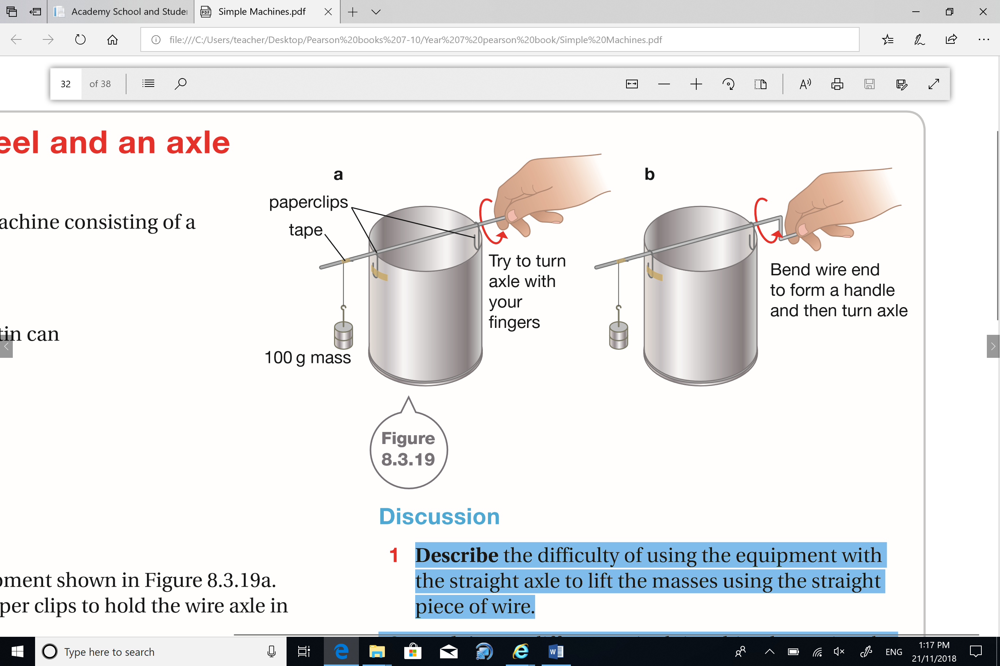 Academy School and Studer
Simple Machines.pdf
PDF
file:///C:/Users/teacher/Desktop/Pearson%20books%207-10/Year%207%20pearson%20book/Simple%20Machines.pdf
32 of 38
eel and an axle
a
b
paperclips
achine consisting of a
tape
Try to turn
axle with
your
fingers
Bend wire end
to form a handle
and then turn axle
tin can
100 g mass
Figure
8.3.19
Discussion
1 Describe the difficulty of using the equipment with
the straight axle to lift the masses using the straight
piece of wire.
pment shown in Figure 8.3.19a.
per clips to hold the wire axle in
Type here to search
ENG
1:17 PM
21/11/2018